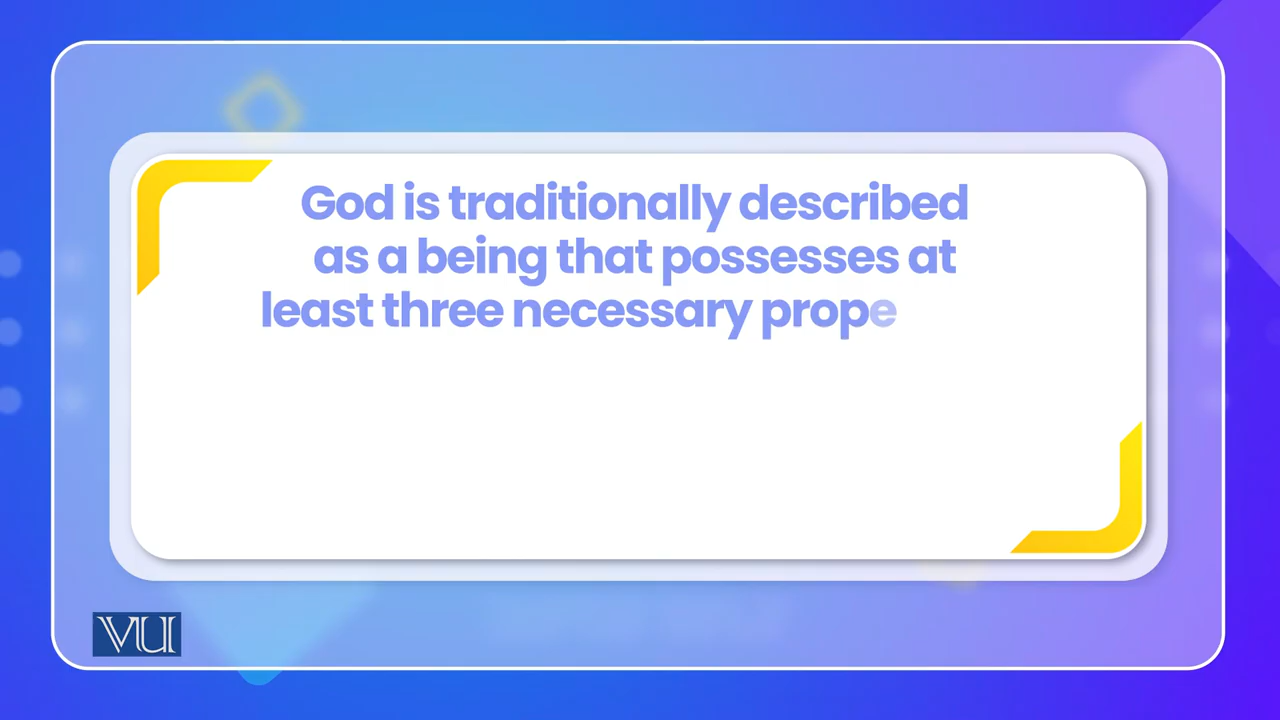 God is traditionally described
as a being that possesses at
least three necessary prope
VU